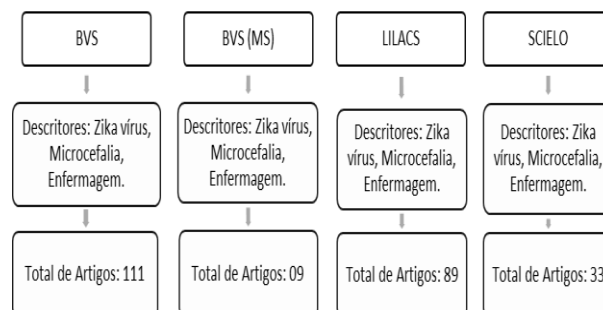 BVS
BVS (MS)
LILACS
SCIELO
Descritores: Zika vírus,
Microcefalia,
Enfermagem.
Descritores: Zika vírus,
Microcefalia,
Enfermagem.
Descritores: Zika
vírus, Microcefalia,
Enfermagem.
Descritores: Zika
vírus, Microcefalia,
Enfermagem.
Total de Artigos: 111
Total de Artigos: 09
Total de Artigos: 89
Total de Artigos: 33